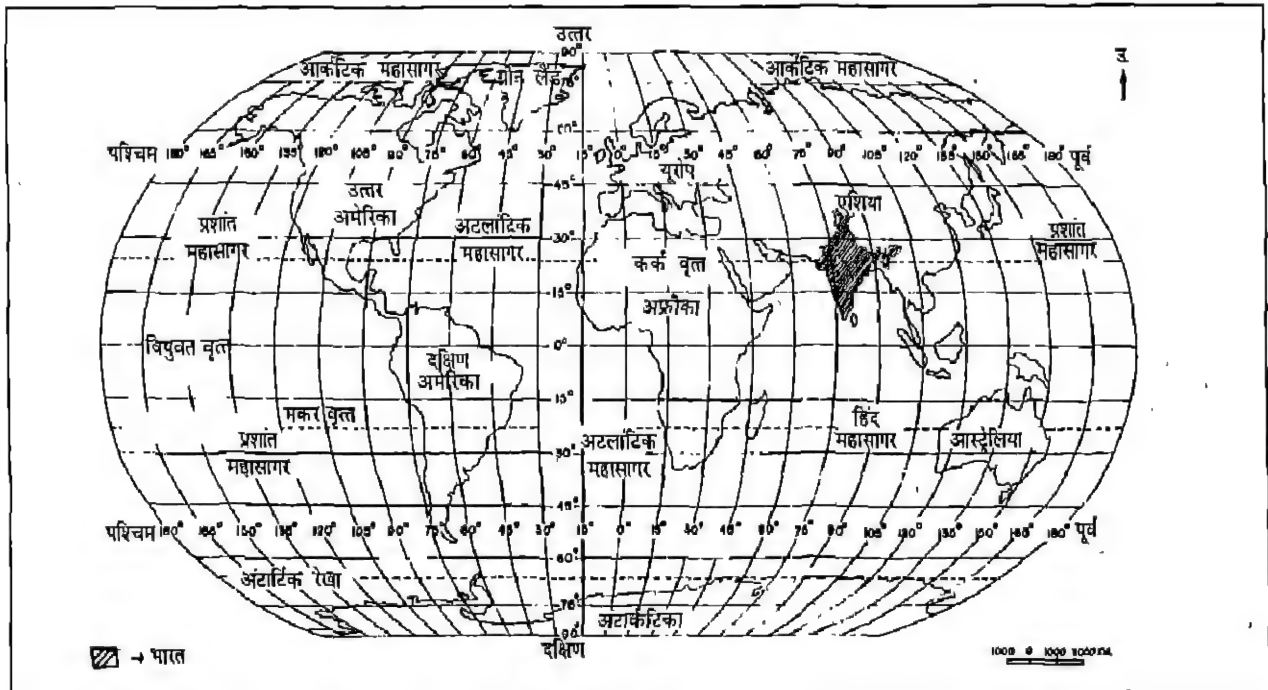 उत्तर
90°
आर्कटिक महासागर
ग्रीन लैंड
आर्कटिक महासागर
उ
75°
60°
पश्चिम 180° 165° 150° 135° 120° 105° 90° 75° 60° 45° 30° 15° 0° 15° 30° 45° 60° 75° 90° 105° 120° 135° 150° 165° 180° पूर्व
यूरोप
45°
उत्तर
अमेरिका
एशिया
प्रशांत
महासागर
अटलांटिक
महासागर
प्रशांत
महासागर
30°
कर्क वृत्त
15°
अफ्रीका
विषुवत वृत्त
0°
दक्षिण
अमेरिका
15°
मकर वृत्त
हिंद
महासागर
प्रशांत
महासागर
अटलांटिक
महासागर
आस्ट्रेलिया
30°
45°
पश्चिम 180° 165° 150° 135° 120° 105° 90° 75° 60° 45° 30° 15° 0° 15° 30° 45° 60° 75° 90° 105° 120° 135° 150° 165° 180° पूर्व
60°
अंटार्टिक रेखा
75°
अंटार्कटिका
90°
दक्षिण
→ भारत
1000 0 1000